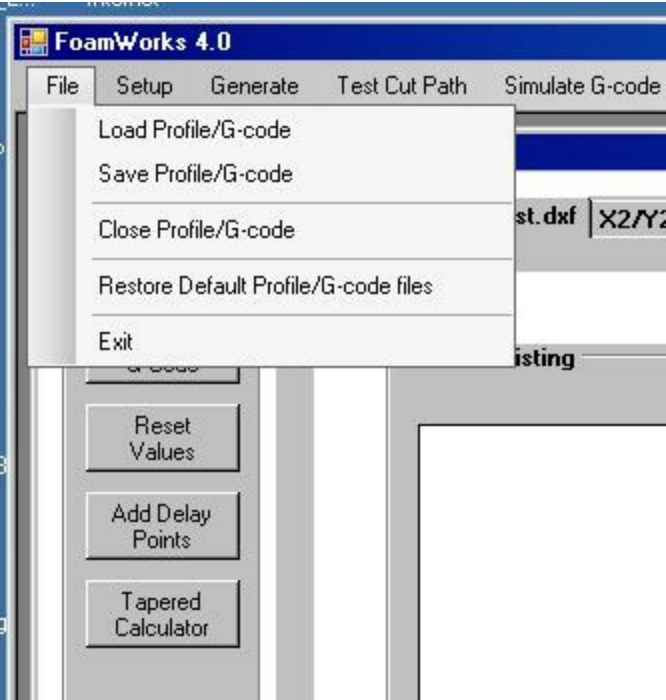 FoamWorks 4.0
File Setup Generate Test Cut Path Simulate G-code
Load Profile/G-code
Save Profile/G-code
Close Profile/G-code
Restore Default Profile/G-code files
Exit
st.dxf X2/Y2
isting
Reset
Values
Add Delay
Points
Tapered
Calculator